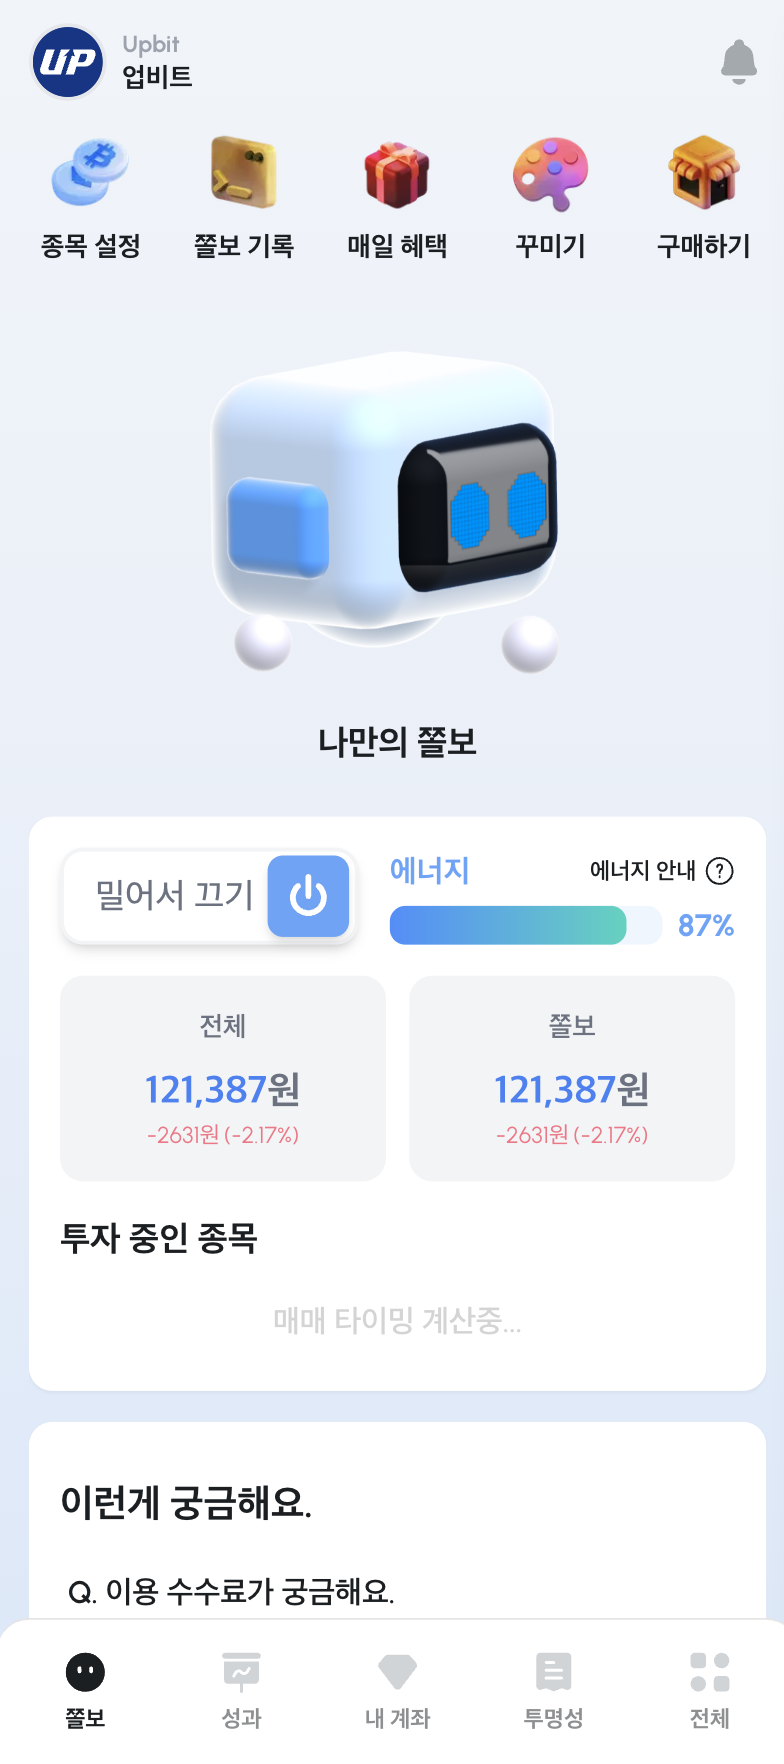 UP
Upbit
업비트
종목 설정
쫄보 기록
매일 혜택
꾸미기
구매하기
나만의 쫄보
밀어서 끄기
에너지
에너지 안내 ?
87%
전체
121,387원
-2631원 (-2.17%)
쫄보
121,387원
-2631원 (-2.17%)
투자 중인 종목
매매 타이밍 계산중...
이런게 궁금해요.
Q. 이용 수수료가 궁금해요.
쫄보
성과
내 계좌
투명성
전체